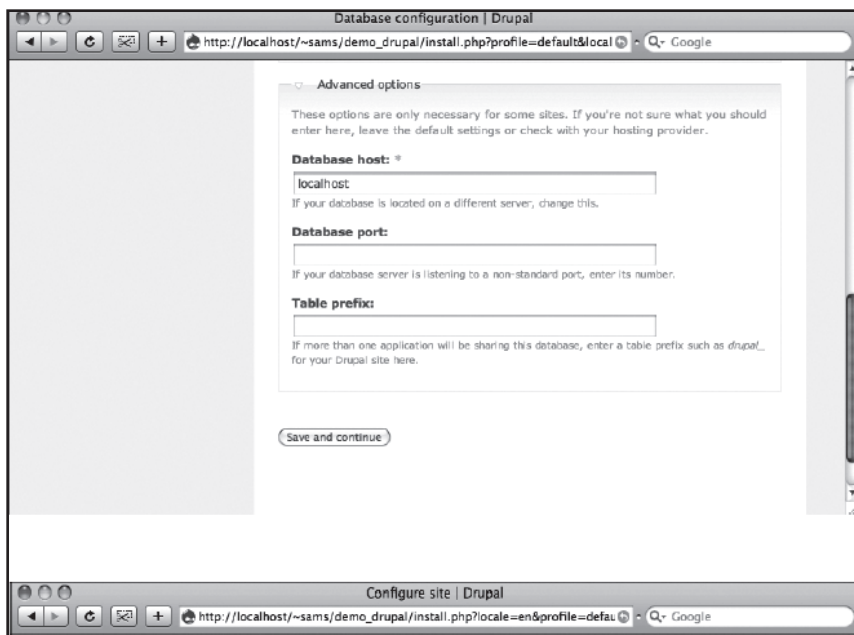 Database configuration | Drupal
http://localhost/~sams/demo_drupal/install.php?profile=default&local
Google
Advanced options
These options are only necessary for some sites. If you're not sure what you should
enter here, leave the default settings or check with your hosting provider.
Database host: *
localhost
If your database is located on a different server, change this.
Database port:
If your database server is listening to a non-standard port, enter its number.
Table prefix:
If more than one application will be sharing this database, enter a table prefix such as drupal_
for your Drupal site here.
Save and continue
Configure site | Drupal
http://localhost/~sams/demo_drupal/install.php?locale=en&profile=defau
Google